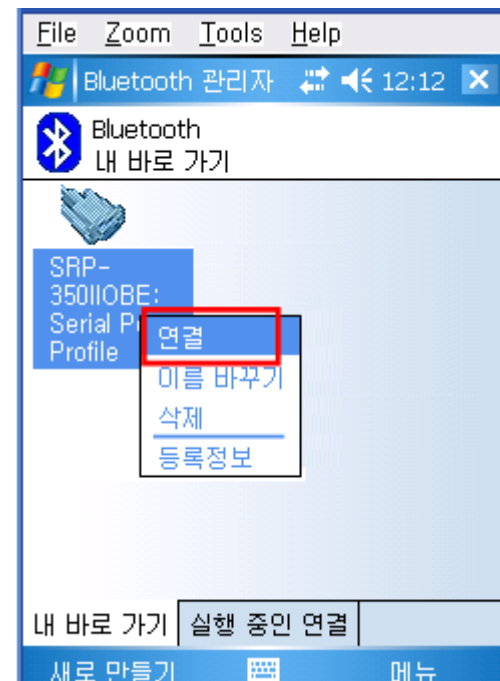 File Zoom Tools Help
Bluetooth 관리자 12:12
Bluetooth
내 바로 가기
SRP-
350IIOBE:
Serial P
Profile
연결
이름 바꾸기
삭제
등록정보
내 바로 가기 실행 중인 연결
새로 만들기 메뉴